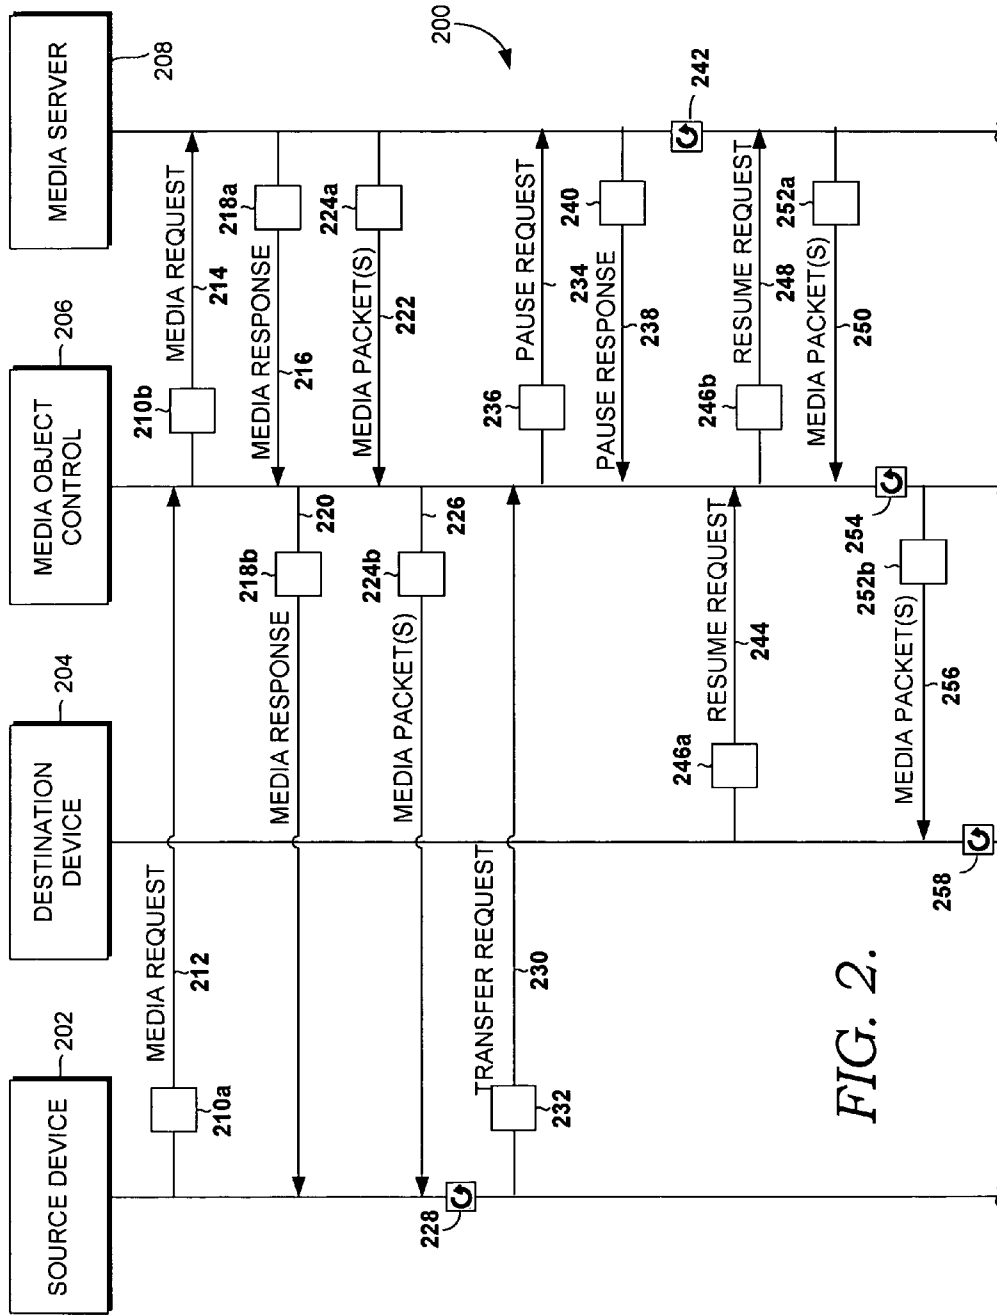 SOURCE DEVICE
202
DESTINATION
DEVICE
204
MEDIA OBJECT
CONTROL
206
MEDIA SERVER
208
200
MEDIA REQUEST
210a
212
210b
MEDIA REQUEST
214
218a
MEDIA RESPONSE
216
220
218b
MEDIA RESPONSE
224a
MEDIA PACKET(S)
222
226
224b
MEDIA PACKET(S)
228
TRANSFER REQUEST
232
230
PAUSE REQUEST
236
234
240
PAUSE RESPONSE
238
242
246a
RESUME REQUEST
244
246b
RESUME REQUEST
248
252a
MEDIA PACKET(S)
250
254
252b
MEDIA PACKET(S)
256
258
FIG. 2.